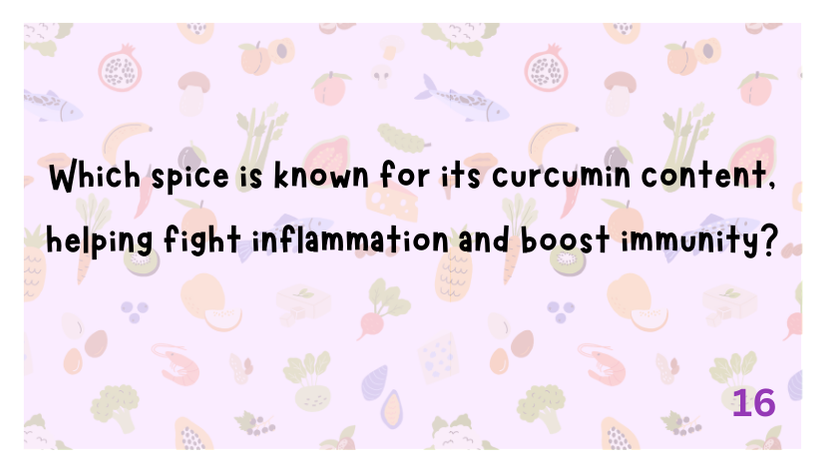 Which spice is known for its curcumin content,
helping fight inflammation and boost immunity?
16